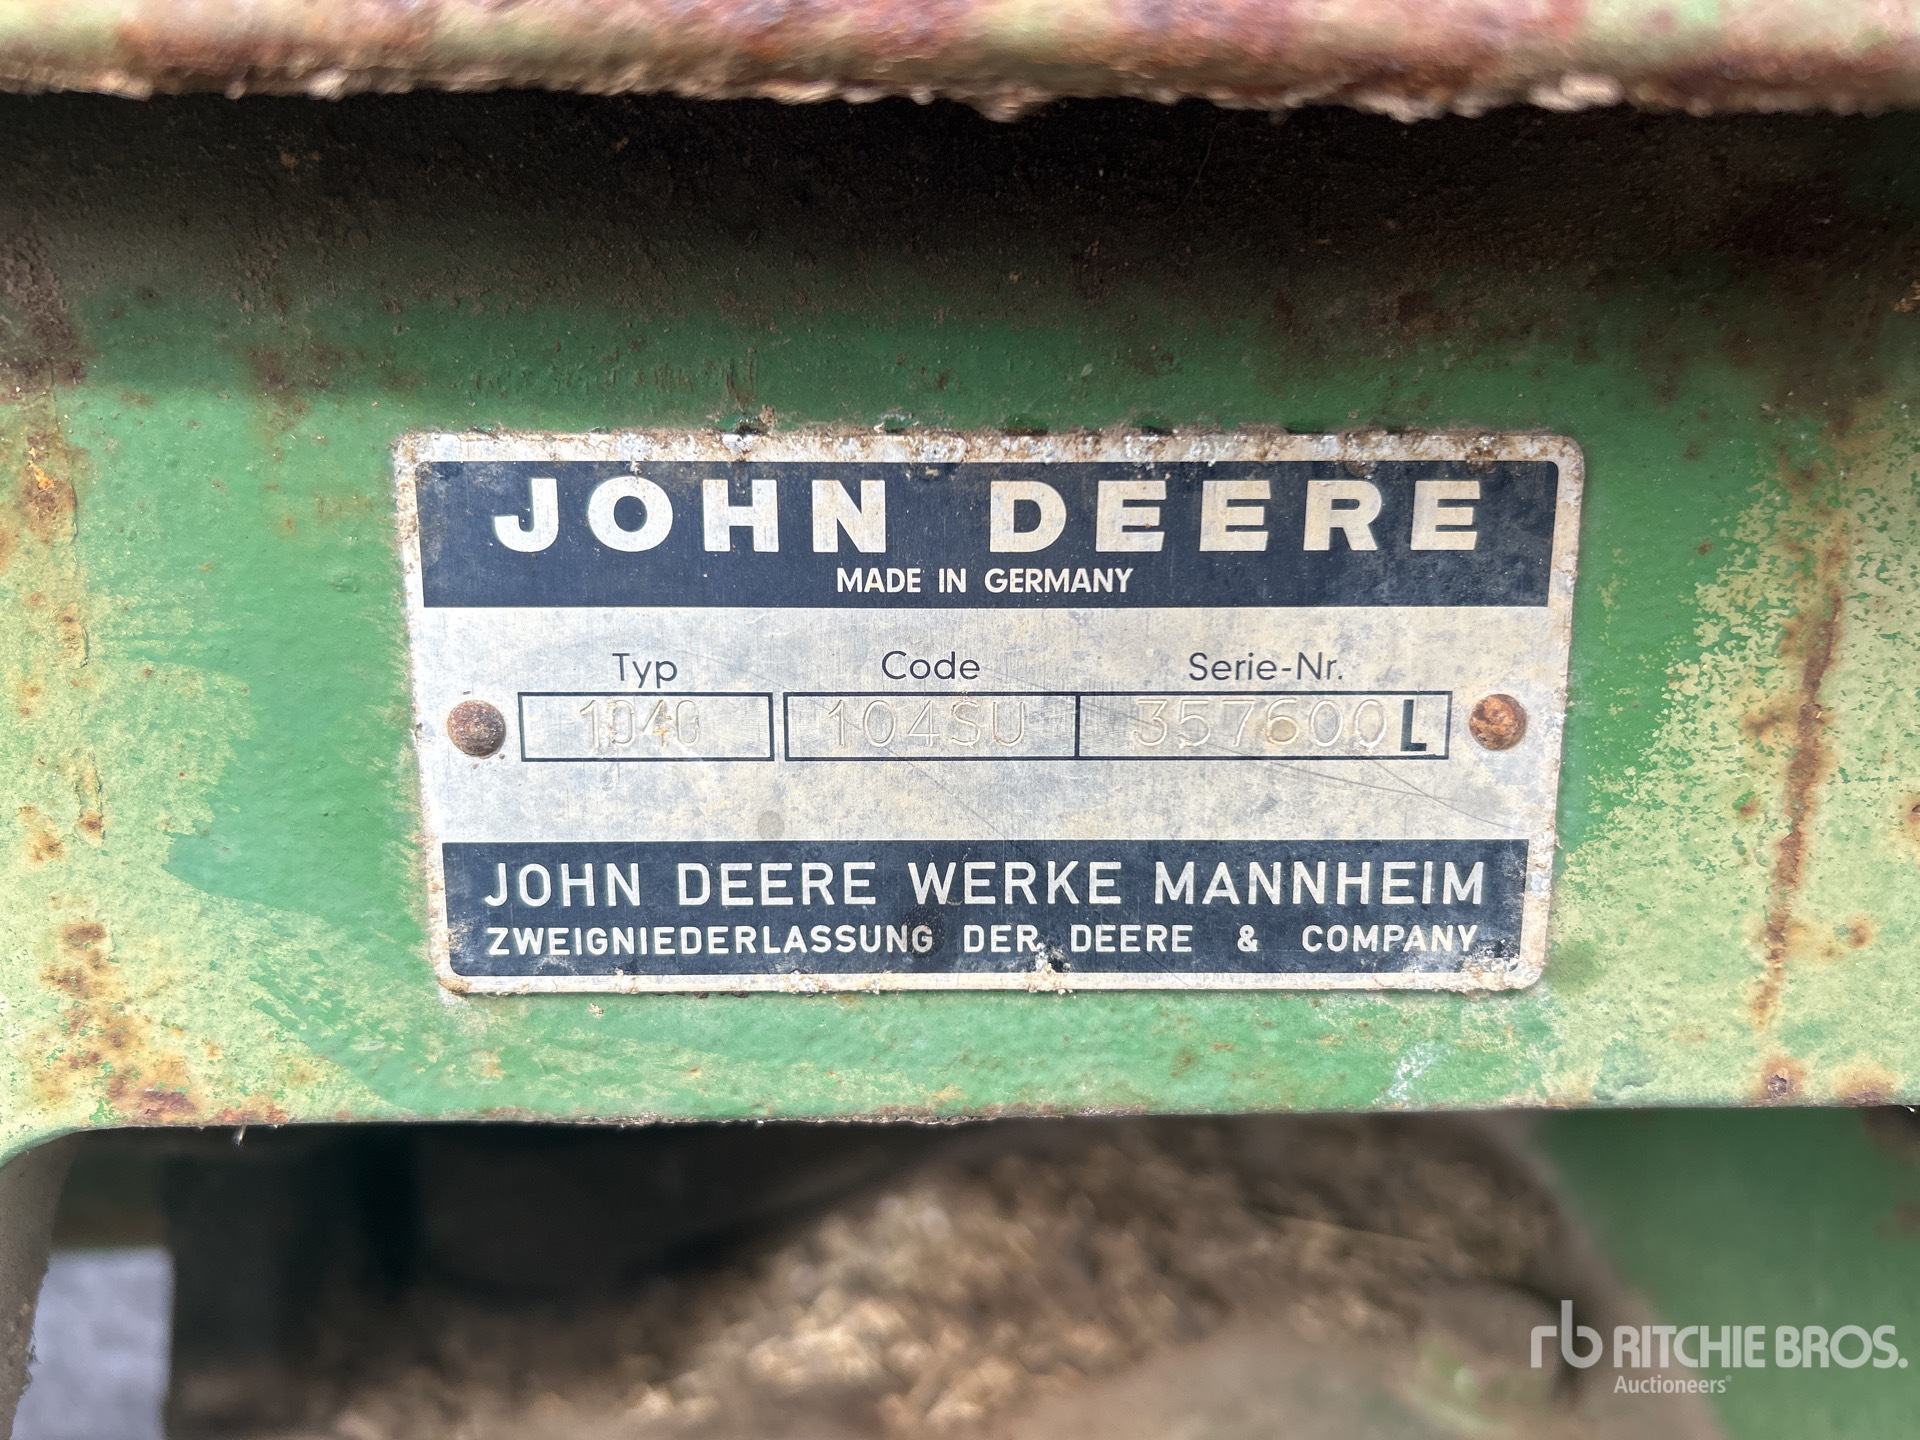 JOHN DEERE
MADE IN GERMANY
Typ Code Serie-Nr.
1040 104SU 357600L
JOHN DEERE WERKE MANNHEIM
ZWEIGNIEDERLASSUNG DER DEERE & COMPANY
rb RITCHIE BROS.
Auctioneers